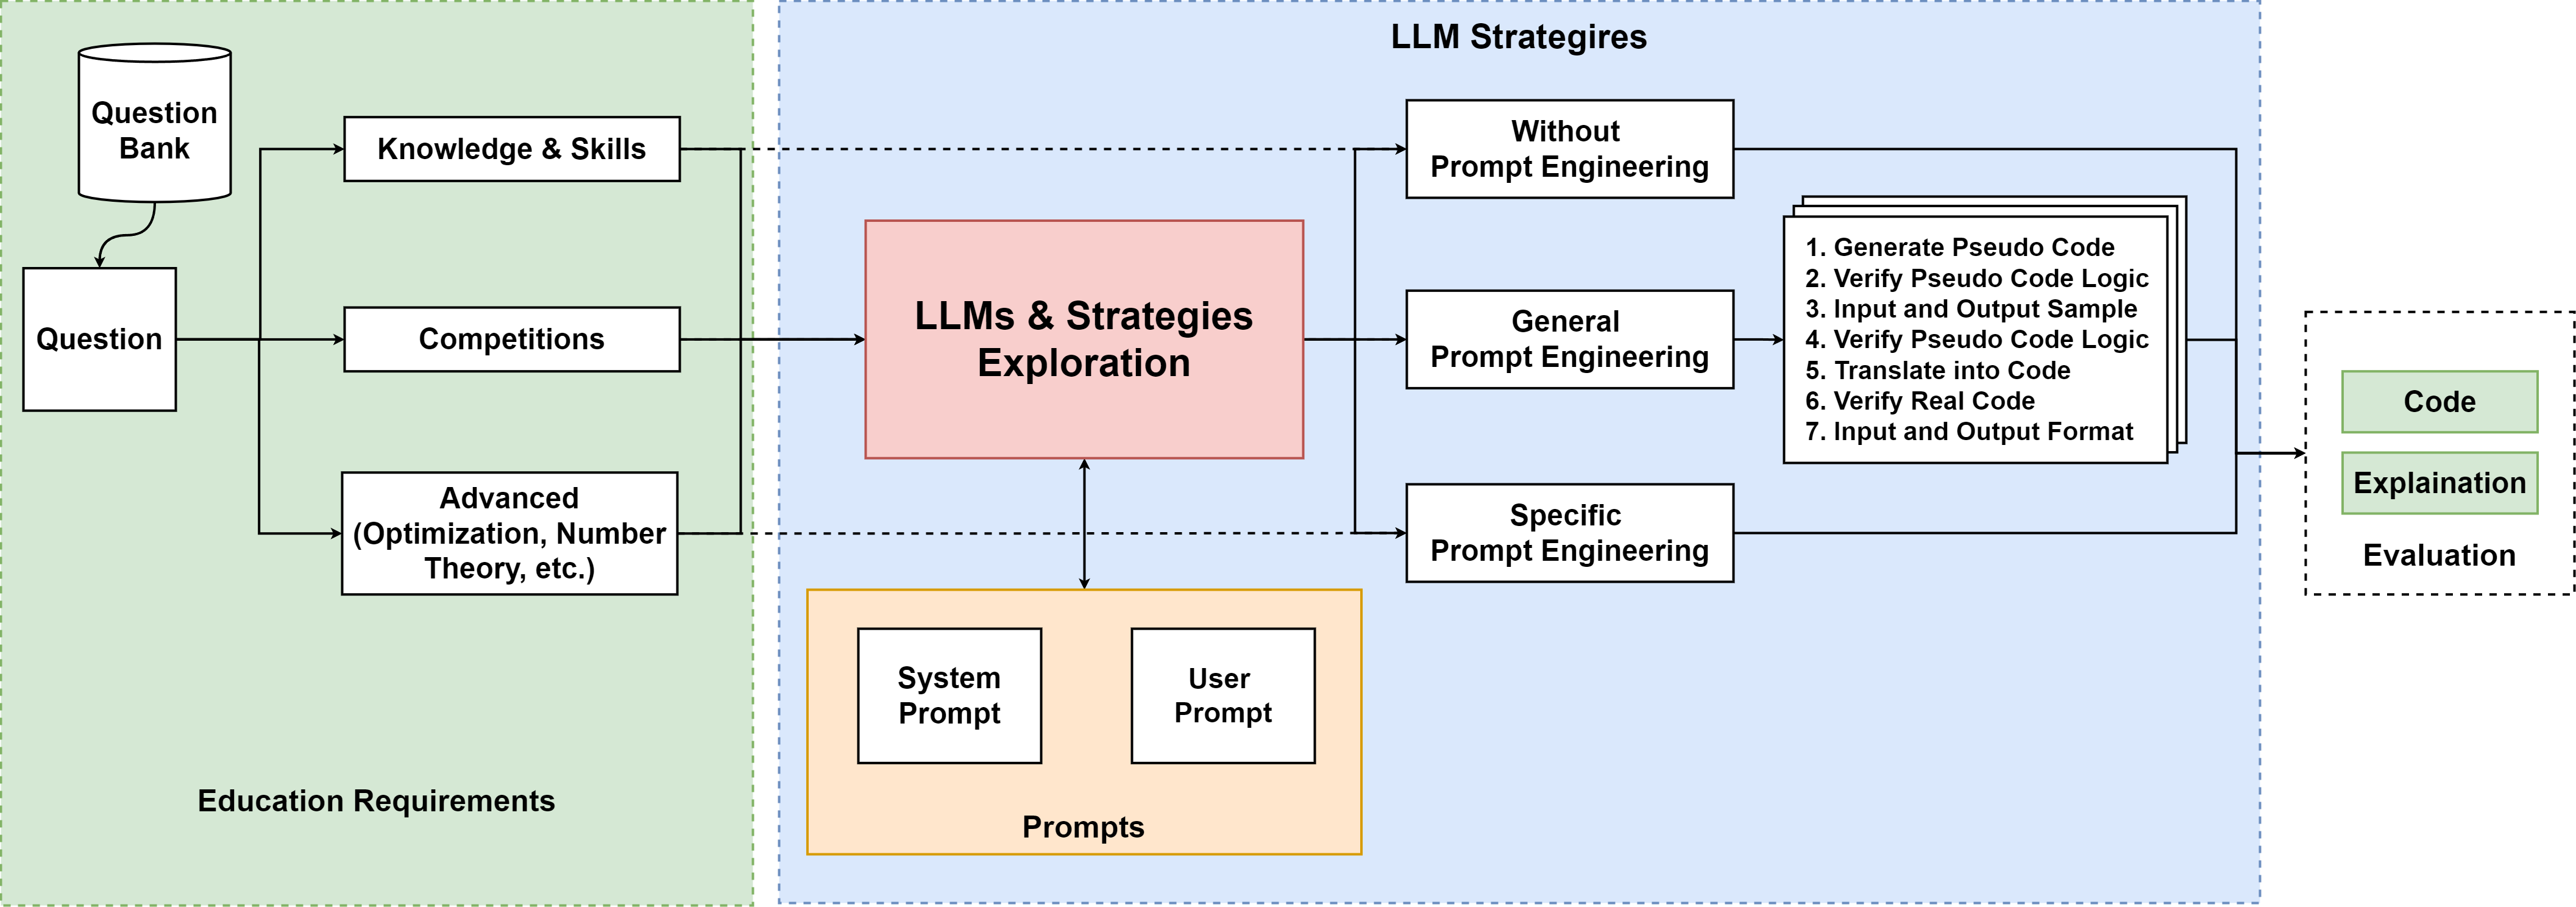 Question
Bank
Question
Knowledge & Skills
Competitions
Advanced
(Optimization, Number
Theory, etc.)
Education Requirements
LLM Strategires
LLMs & Strategies
Exploration
System
Prompt
User
Prompt
Prompts
Without
Prompt Engineering
General
Prompt Engineering
Specific
Prompt Engineering
1. Generate Pseudo Code
2. Verify Pseudo Code Logic
3. Input and Output Sample
4. Verify Pseudo Code Logic
5. Translate into Code
6. Verify Real Code
7. Input and Output Format
Code
Explaination
Evaluation